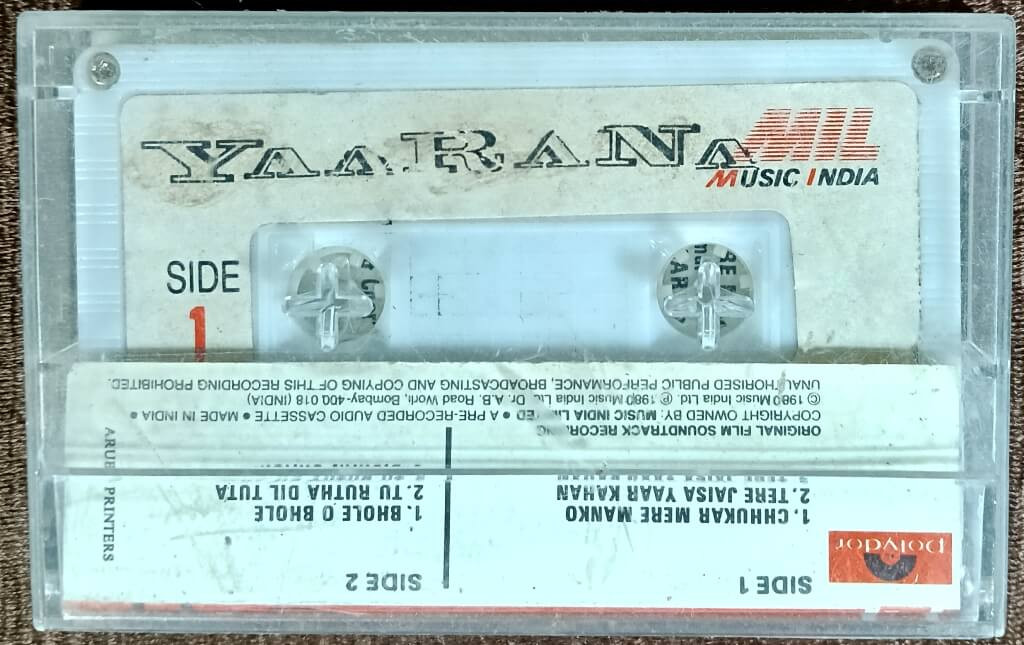 YAARANA
MIL
MUSIC INDIA
SIDE
1
SIDE 1
1. CHHUKAR MERE MANKO
2. TERE JAISA YAAR KAHAN
SIDE 2
1. BHOLE O BHOLE
2. TU RUTHA DIL TUTA
polydor
ORIGINAL FILM SOUNDTRACK RECORDING
COPYRIGHT OWNED BY: MUSIC INDIA LIMITED ● A PRE-RECORDED AUDIO CASSETTE ● MADE IN INDIA ●
© 1980 Music India Ltd. ℗ 1980 Music India Ltd. Dr. A.B. Road Worli, Bombay-400 018 (INDIA)
UNAUTHORISED PUBLIC PERFORMANCE, BROADCASTING AND COPYING OF THIS RECORDING PROHIBITED.
PRINTERS